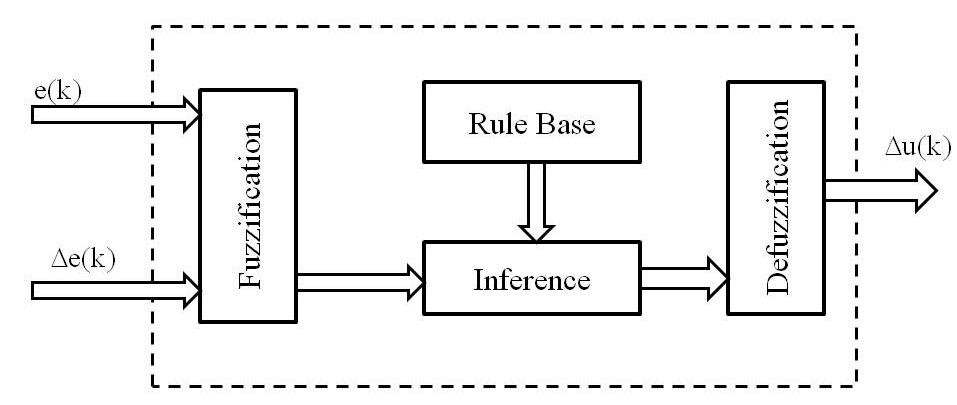 e(k)
Δe(k)
Fuzzification
Rule Base
Inference
Defuzzification
Δu(k)